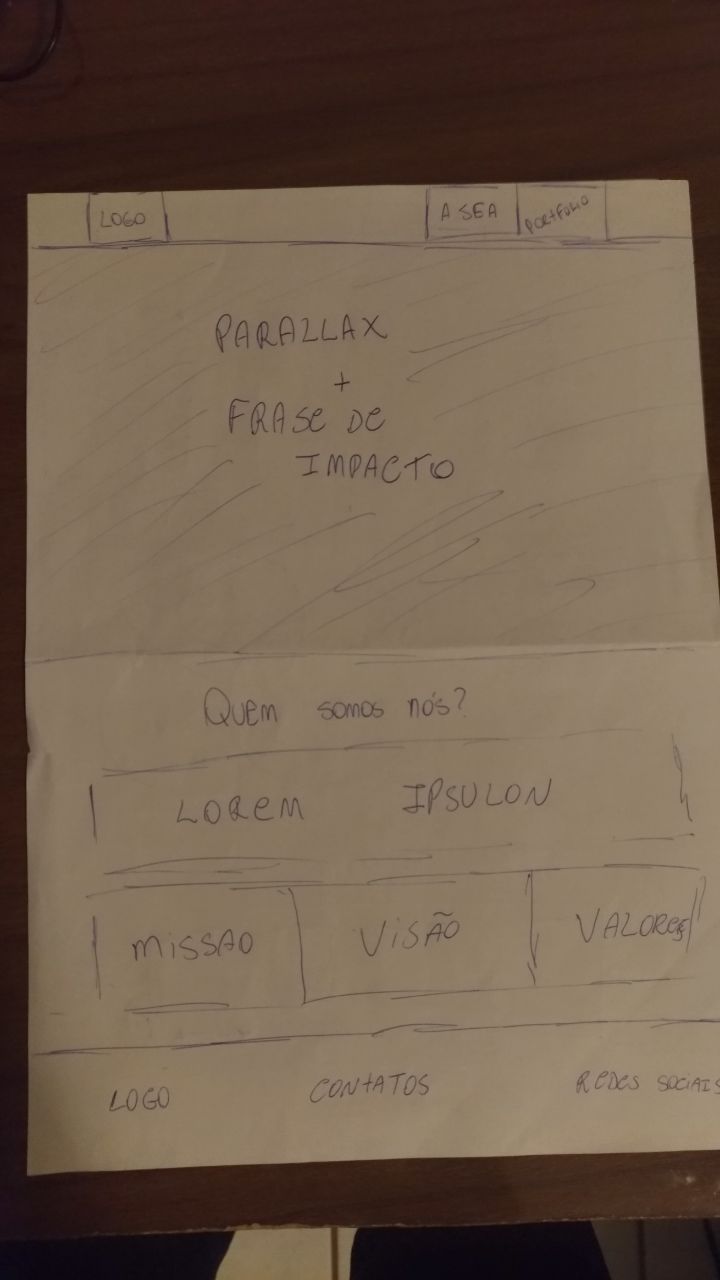 LOGO
A SEA
PORTFOLIO
PARALLAX
+
FRASE DE
IMPACTO
Quem somos nós?
LOREM IPSULON
MISSAO
VISÃO
VALORES
LOGO
CONTATOS
REDES SOCIAIS